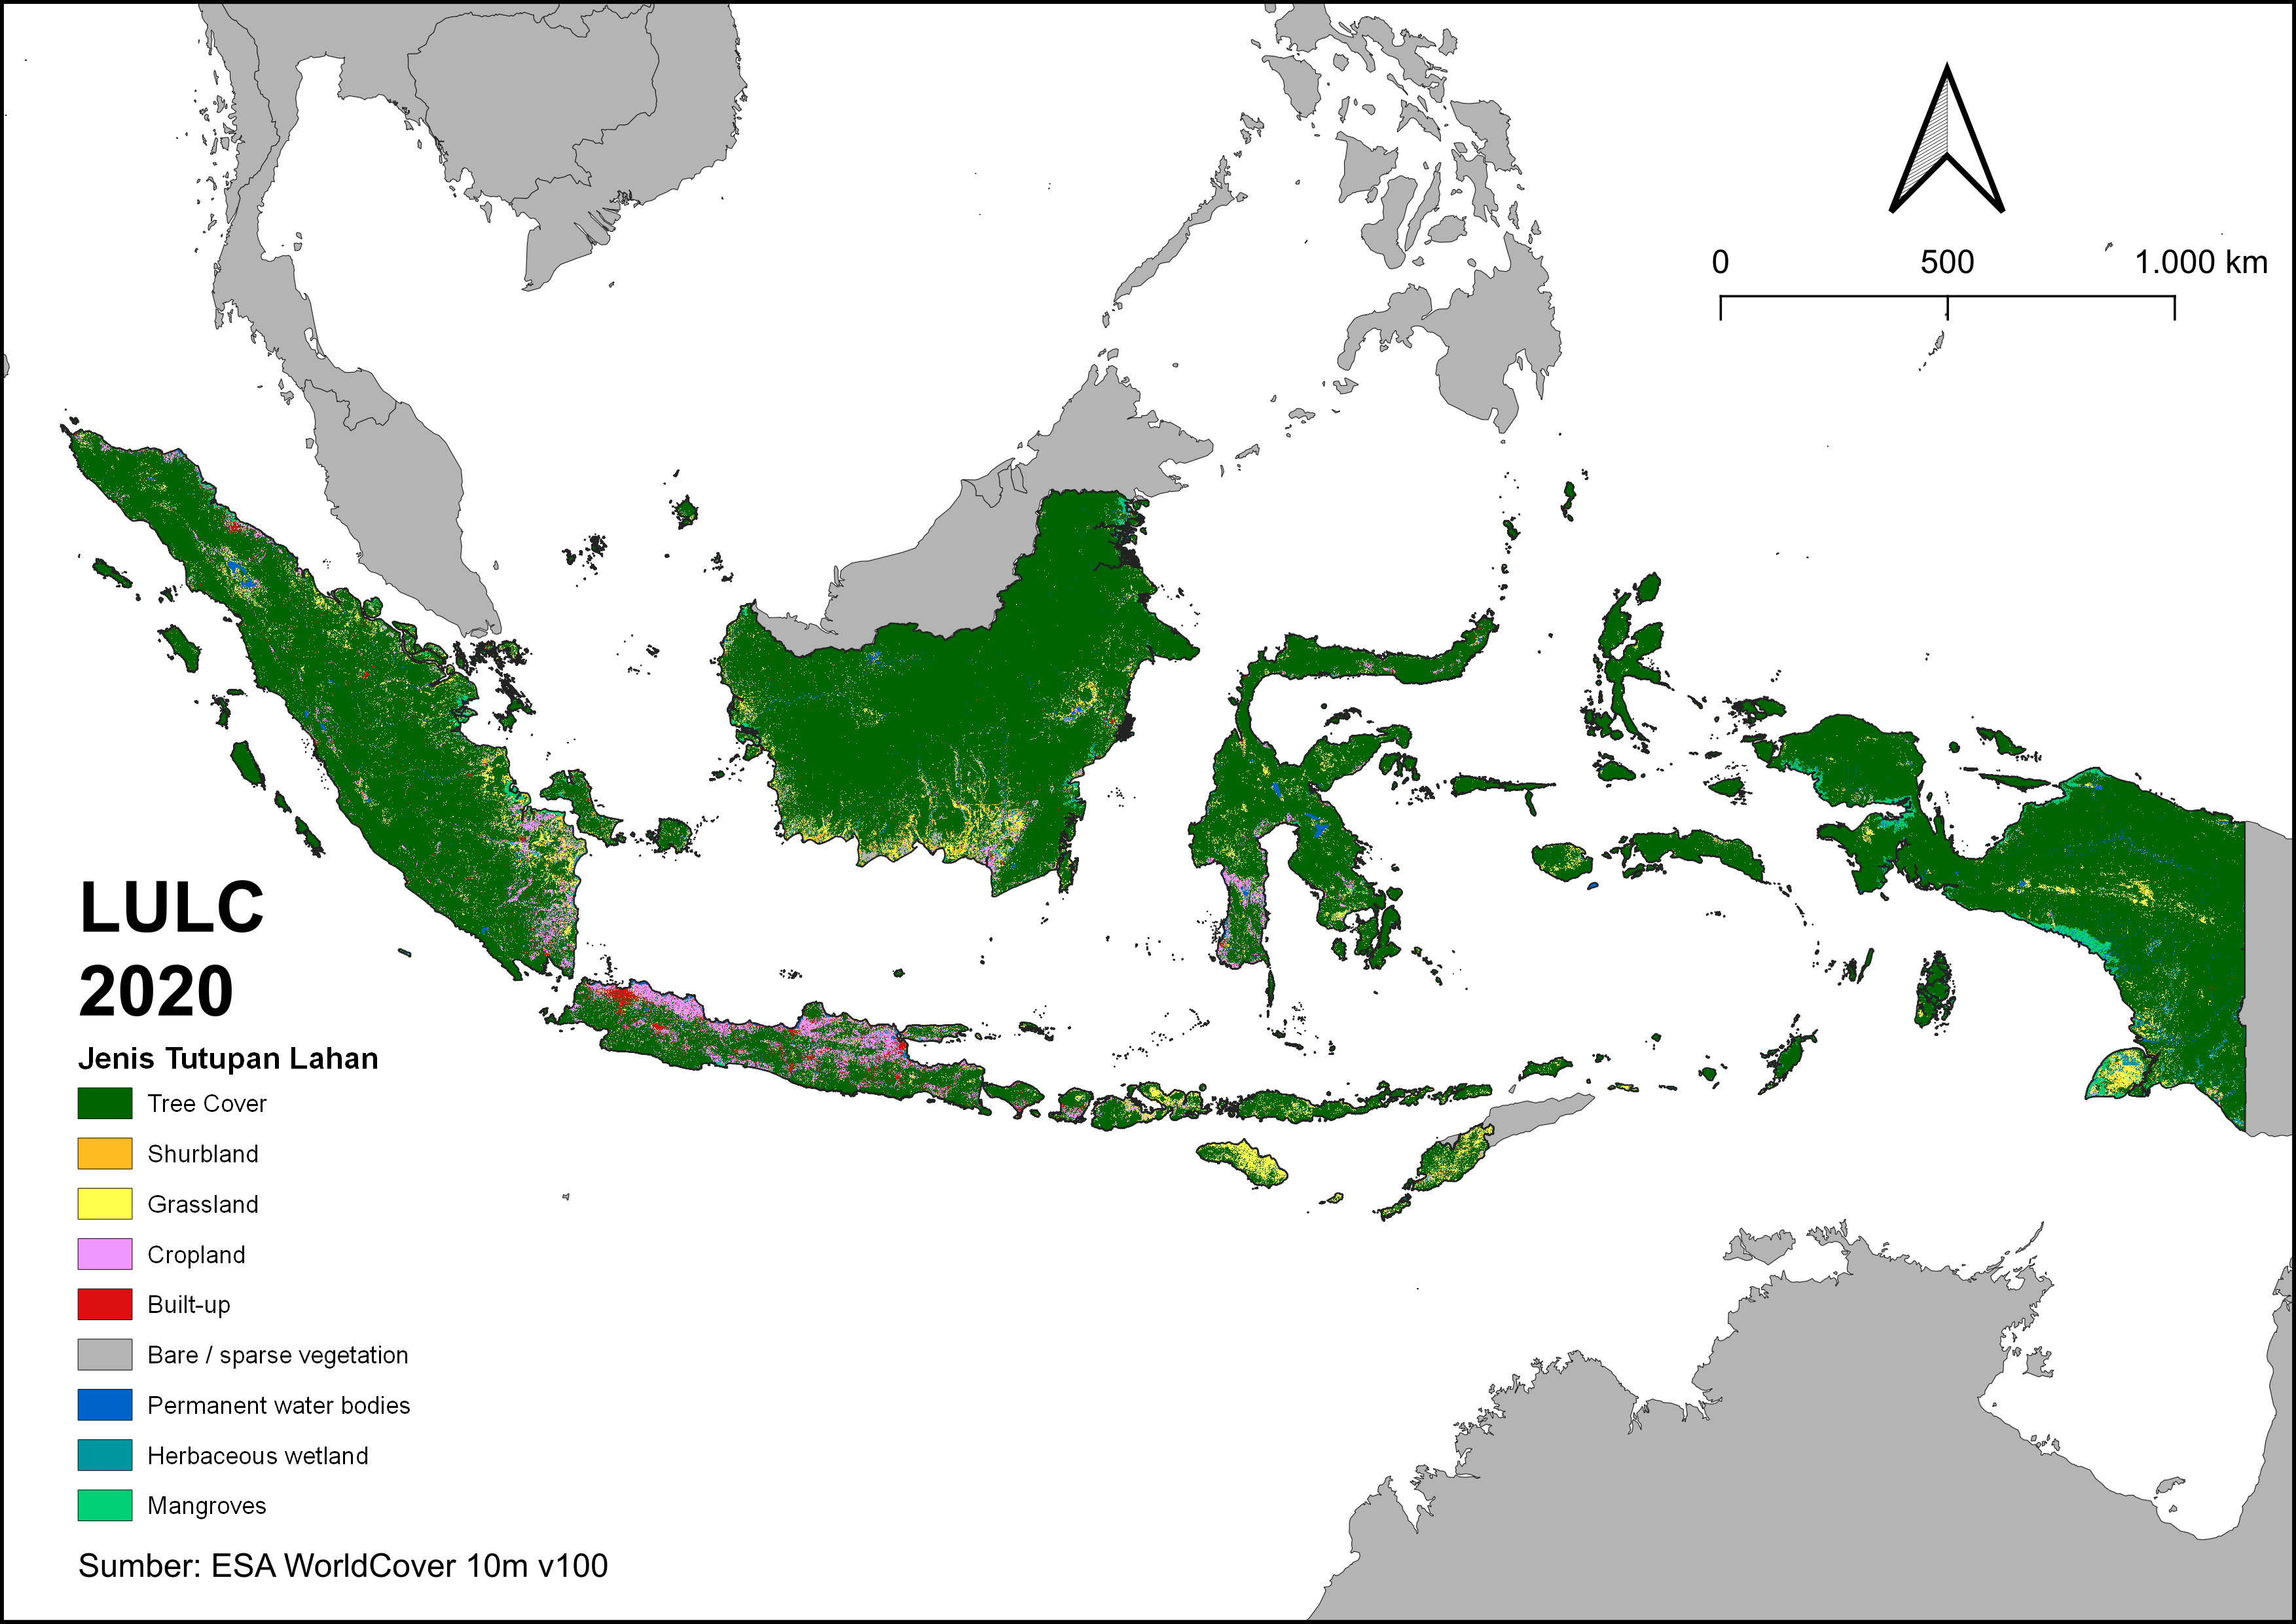 0 500 1.000 km
LULC
2020
Jenis Tutupan Lahan
Tree Cover
Shurbland
Grassland
Cropland
Built-up
Bare / sparse vegetation
Permanent water bodies
Herbaceous wetland
Mangroves
Sumber: ESA WorldCover 10m v100